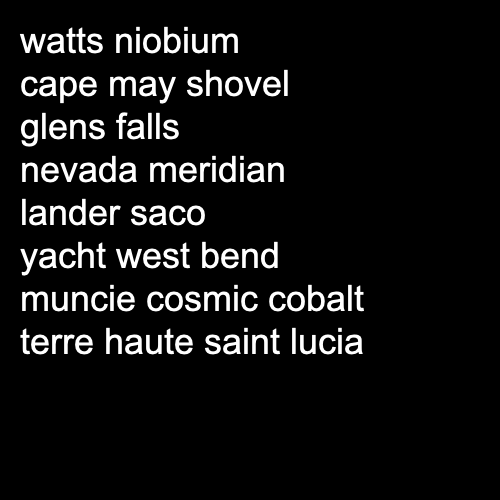 watts niobium
cape may shovel
glens falls
nevada meridian
lander saco
yacht west bend
muncie cosmic cobalt
terre haute saint lucia